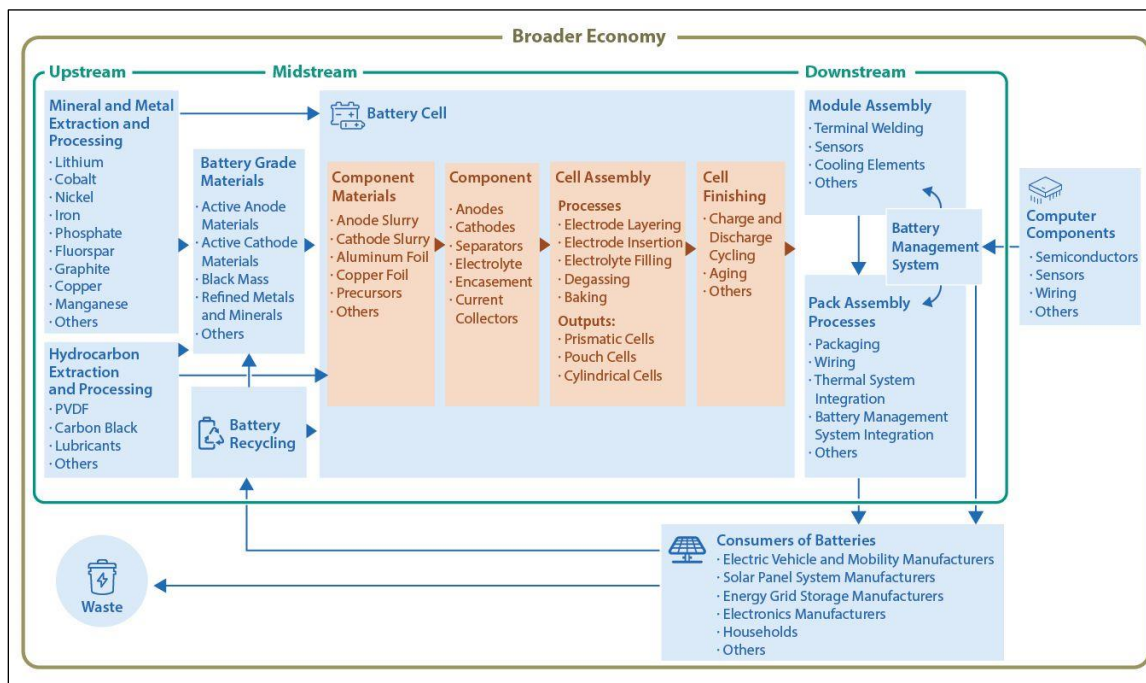 Broader Economy
Upstream
Midstream
Downstream
Mineral and Metal
Extraction and
Processing
· Lithium
· Cobalt
· Nickel
· Iron
· Phosphate
· Fluorspar
· Graphite
· Copper
· Manganese
· Others
Hydrocarbon
Extraction
and Processing
· PVDF
· Carbon Black
· Lubricants
· Others
Battery Grade
Materials
· Active Anode
Materials
· Active Cathode
Materials
· Black Mass
· Refined Metals
and Minerals
· Others
Battery
Recycling
Battery Cell
Component
Materials
· Anode Slurry
· Cathode Slurry
· Aluminum Foil
· Copper Foil
· Precursors
· Others
Component
· Anodes
· Cathodes
· Separators
· Electrolyte
· Encasement
· Current
Collectors
Cell Assembly
Processes
· Electrode Layering
· Electrode Insertion
· Electrolyte Filling
· Degassing
· Baking
Outputs:
· Prismatic Cells
· Pouch Cells
· Cylindrical Cells
Cell
Finishing
· Charge and
Discharge
Cycling
· Aging
· Others
Module Assembly
· Terminal Welding
· Sensors
· Cooling Elements
· Others
Battery
Management
System
Pack Assembly
Processes
· Packaging
· Wiring
· Thermal System
Integration
· Battery Management
System Integration
· Others
Computer
Components
· Semiconductors
· Sensors
· Wiring
· Others
Consumers of Batteries
· Electric Vehicle and Mobility Manufacturers
· Solar Panel System Manufacturers
· Energy Grid Storage Manufacturers
· Electronics Manufacturers
· Households
· Others
Waste